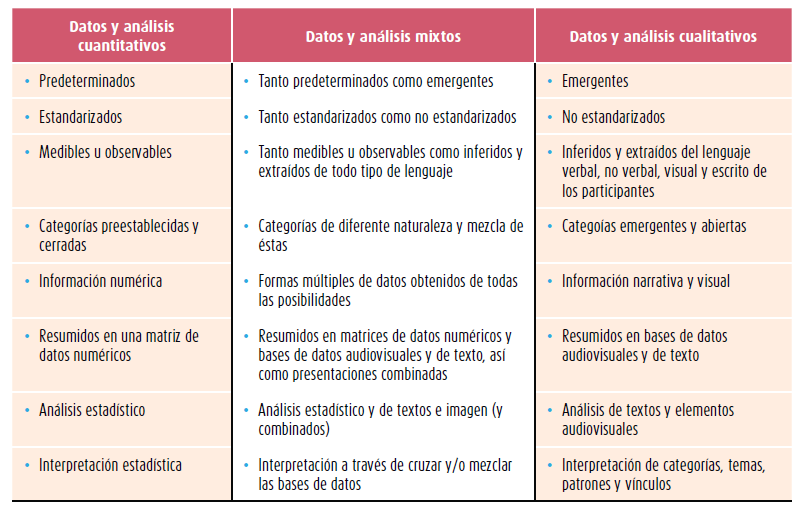 Datos y análisis
cuantitativos
Datos y análisis mixtos
Datos y análisis cualitativos
• Predeterminados
• Tanto predeterminados como emergentes
• Emergentes
• Estandarizados
• Tanto estandarizados como no estandarizados
• No estandarizados
• Medibles u observables
• Tanto medibles u observables como inferidos y
extraídos de todo tipo de lenguaje
• Inferidos y extraídos del lenguaje
verbal, no verbal, visual y escrito de
los participantes
• Categorías preestablecidas y
cerradas
• Categorías de diferente naturaleza y mezcla de
éstas
• Categoías emergentes y abiertas
• Información numérica
• Formas múltiples de datos obtenidos de todas
las posibilidades
• Información narrativa y visual
• Resumidos en una matriz de
datos numéricos
• Resumidos en matrices de datos numéricos y
bases de datos audiovisuales y de texto, así
como presentaciones combinadas
• Resumidos en bases de datos
audiovisuales y de texto
• Análisis estadístico
• Análisis estadístico y de textos e imagen (y
combinados)
• Análisis de textos y elementos
audiovisuales
• Interpretación estadística
• Interpretación a través de cruzar y/o mezclar
las bases de datos
• Interpretación de categorías, temas,
patrones y vínculos